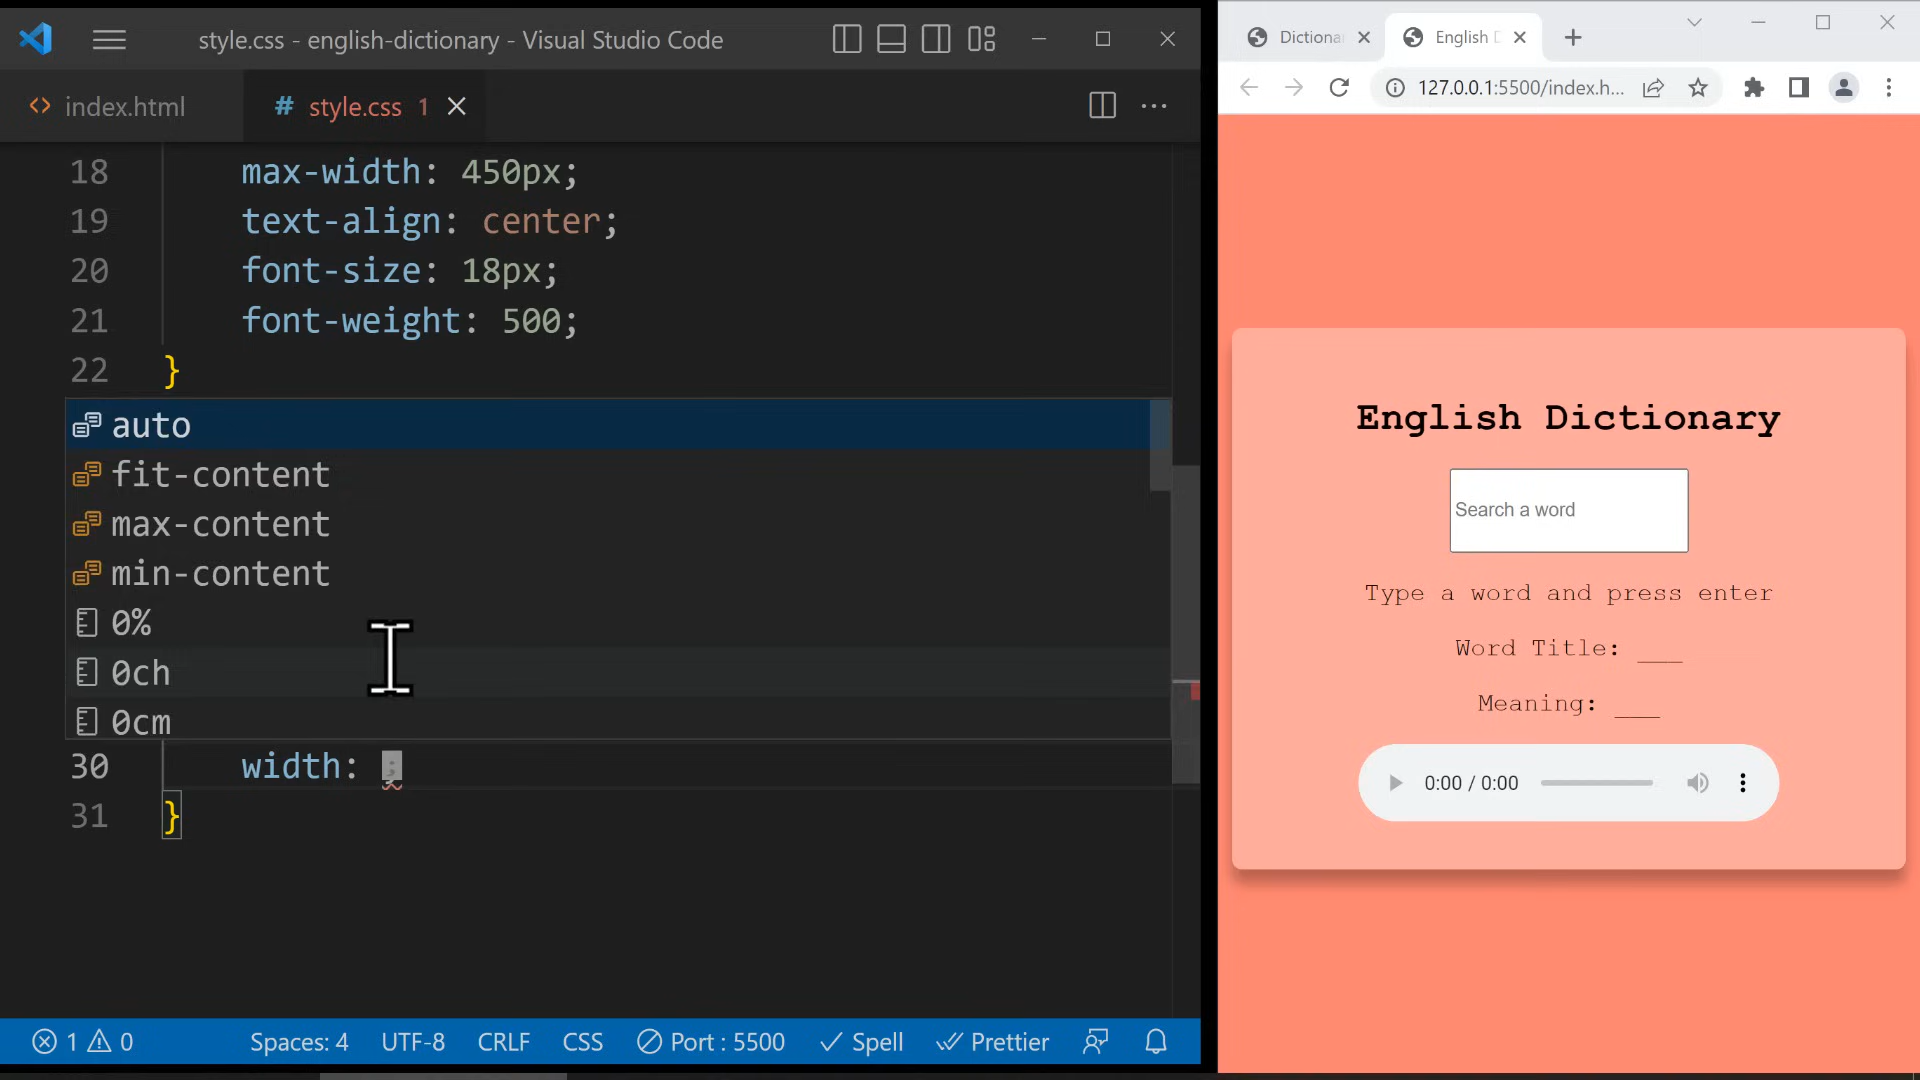 style.css - english-dictionary - Visual Studio Code
index.html
style.css 1
18 max-width: 450px;
19 text-align: center;
20 font-size: 18px;
21 font-weight: 500;
22 }
auto
fit-content
max-content
min-content
0%
0ch
0cm
30 width: ;
31 }
1 0 Spaces: 4 UTF-8 CRLF CSS Port : 5500 Spell Prettier
Dictiona
English D
127.0.0.1:5500/index.h...
English Dictionary
Search a word
Type a word and press enter
Word Title: ___
Meaning: ___
0:00 / 0:00